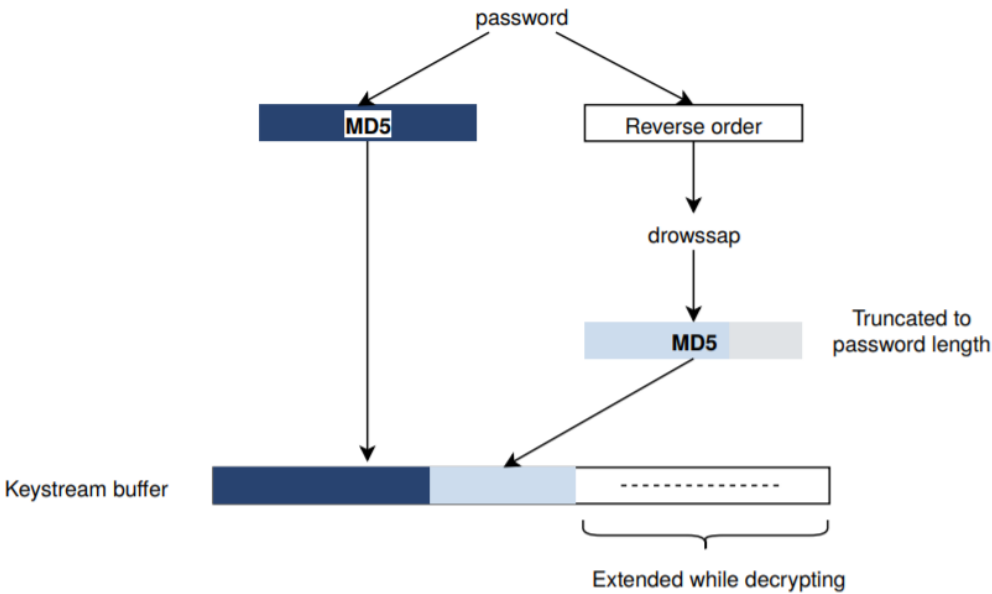 password
MD5
Reverse order
drowssap
MD5
Truncated to
password length
Keystream buffer
Extended while decrypting